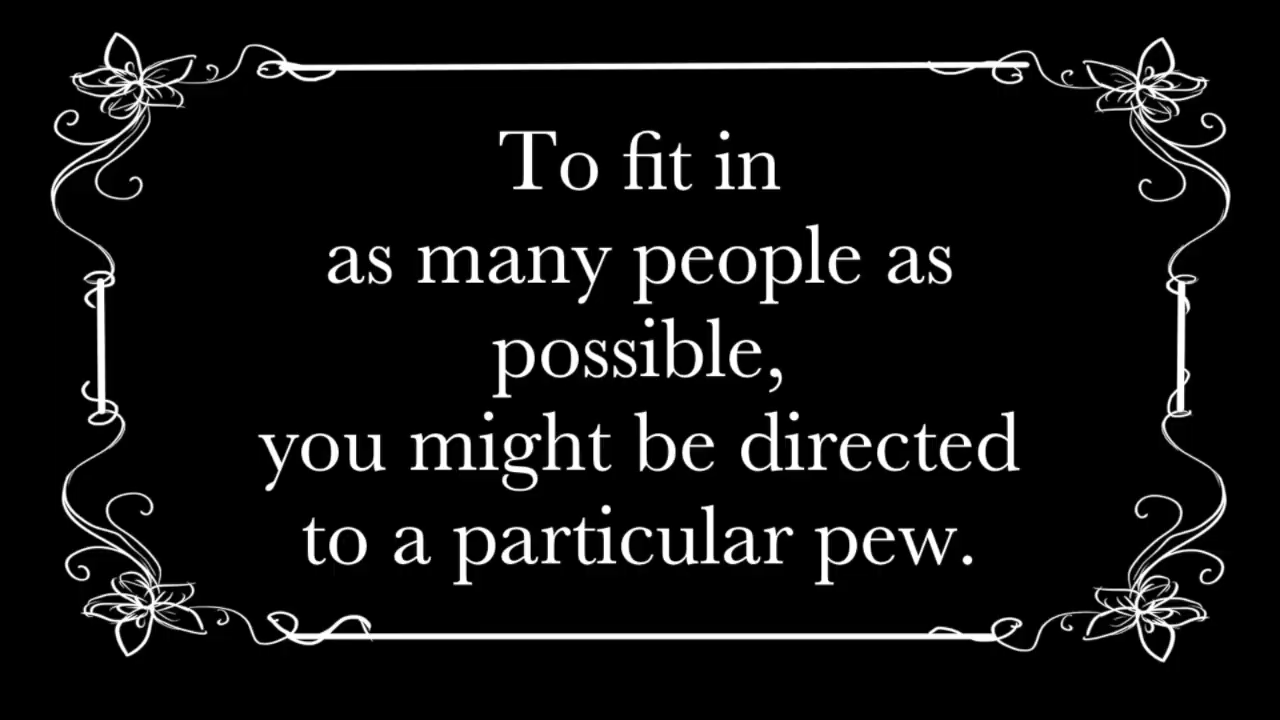 To fit in
as many people as
possible,
you might be directed
to a particular pew.